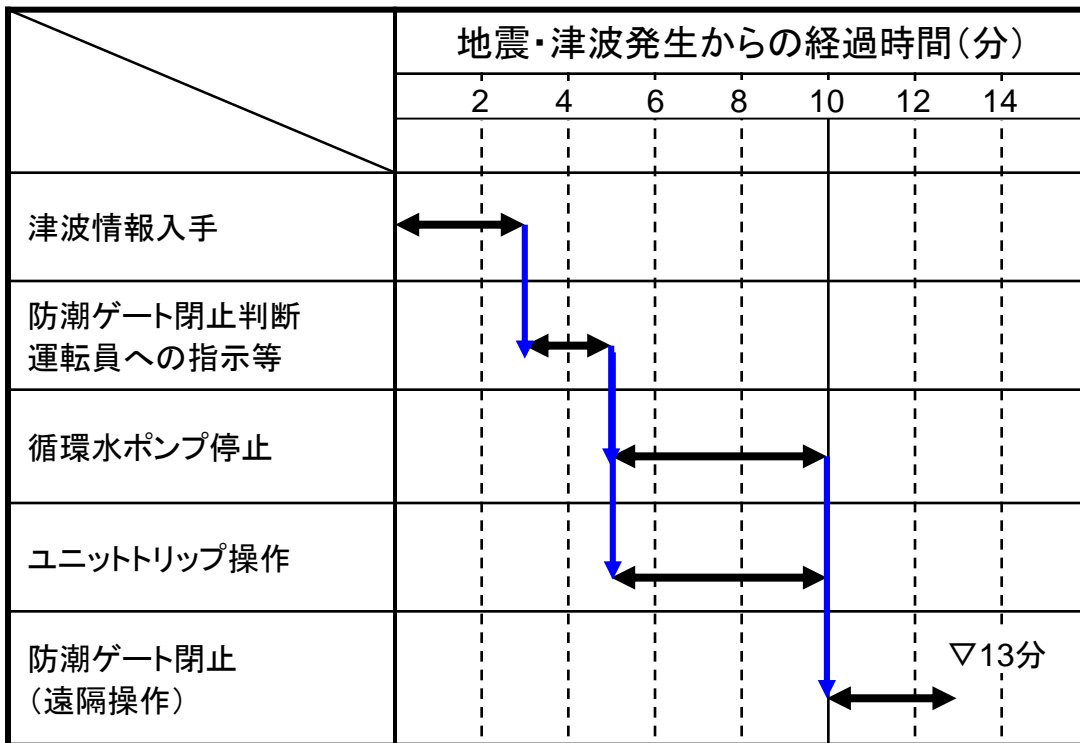 地震・津波発生からの経過時間(分)
2 4 6 8 10 12 14
津波情報入手
防潮ゲート閉止判断
運転員への指示等
循環水ポンプ停止
ユニットトリップ操作
防潮ゲート閉止
(遠隔操作)
▽13分